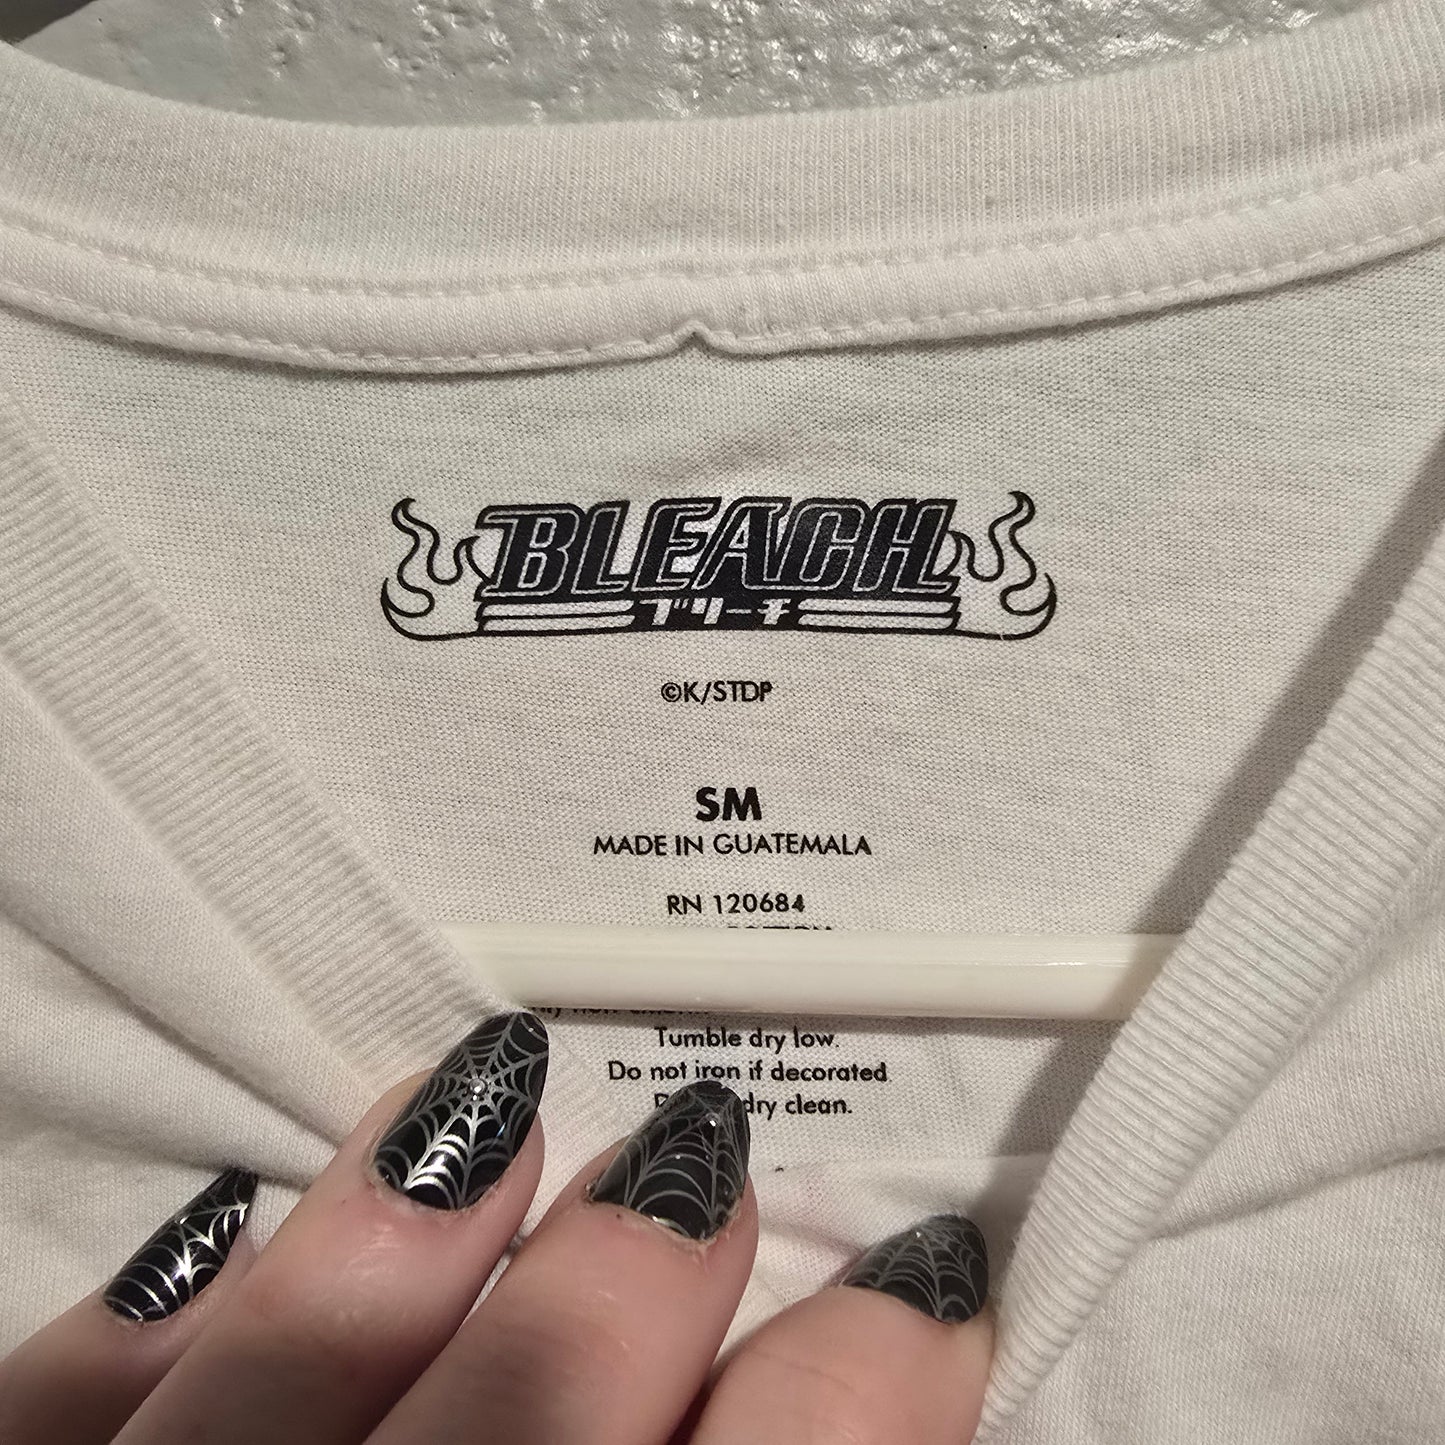 BLEACH
ブリーチ
©K/STDP
SM
MADE IN GUATEMALA
RN 120684
COTTON
Tumble dry low.
Do not iron if decorated.
dry clean.